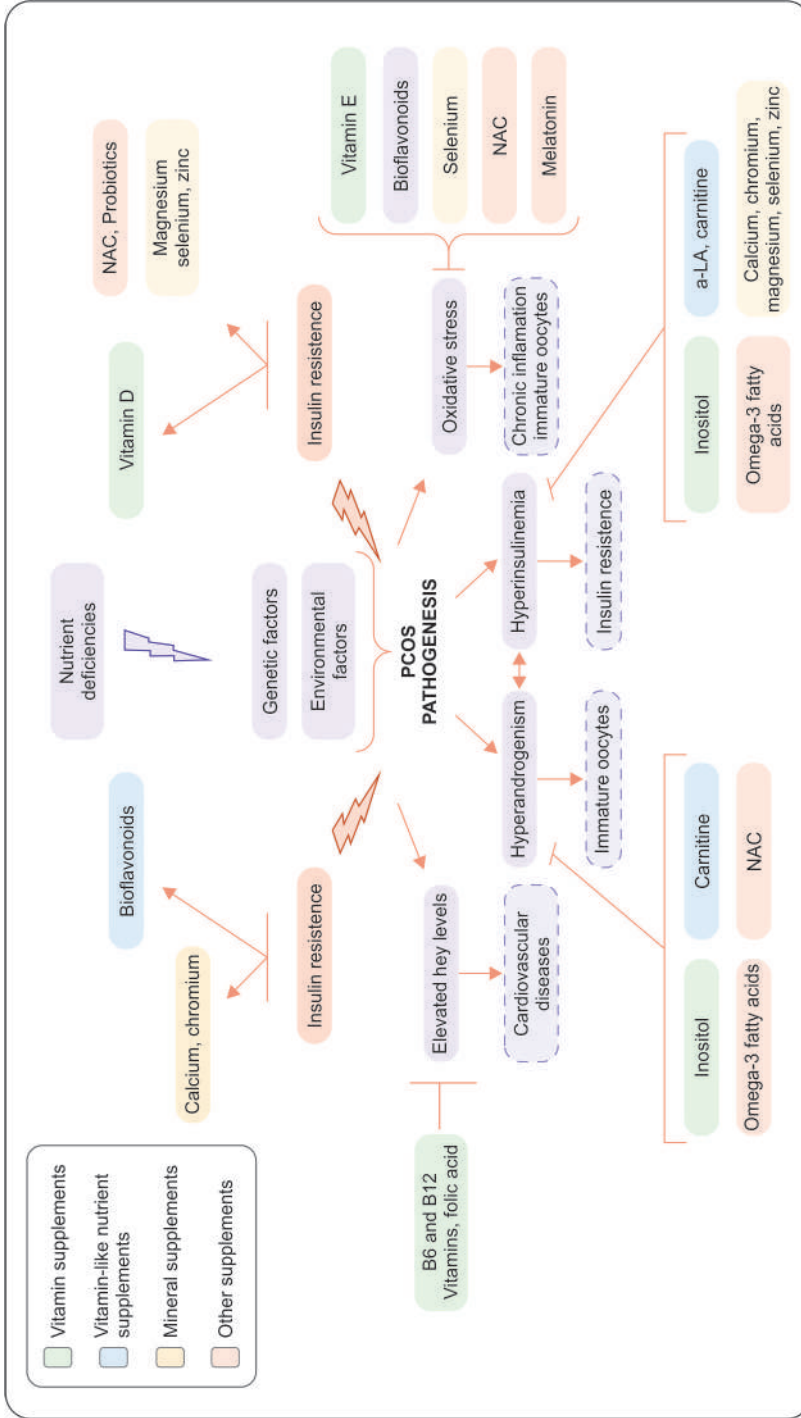 Vitamin supplements
Vitamin-like nutrient
supplements
Mineral supplements
Other supplements
Nutrient
deficiencies
Bioflavonoids
Calcium, chromium
Vitamin D
NAC, Probiotics
Magnesium
selenium, zinc
Insulin resistence
Genetic factors
Environmental
factors
Insulin resistence
PCOS
PATHOGENESIS
B6 and B12
Vitamins, folic acid
Elevated hey levels
Hyperandrogenism
Hyperinsulinemia
Oxidative stress
Cardiovascular
diseases
Immature oocytes
Insulin resistence
Chronic inflamation
immature oocytes
Vitamin E
Bioflavonoids
Selenium
NAC
Melatonin
Inositol
Carnitine
Omega-3 fatty acids
NAC
Inositol
a-LA, carnitine
Omega-3 fatty
acids
Calcium, chromium,
magnesium, selenium, zinc